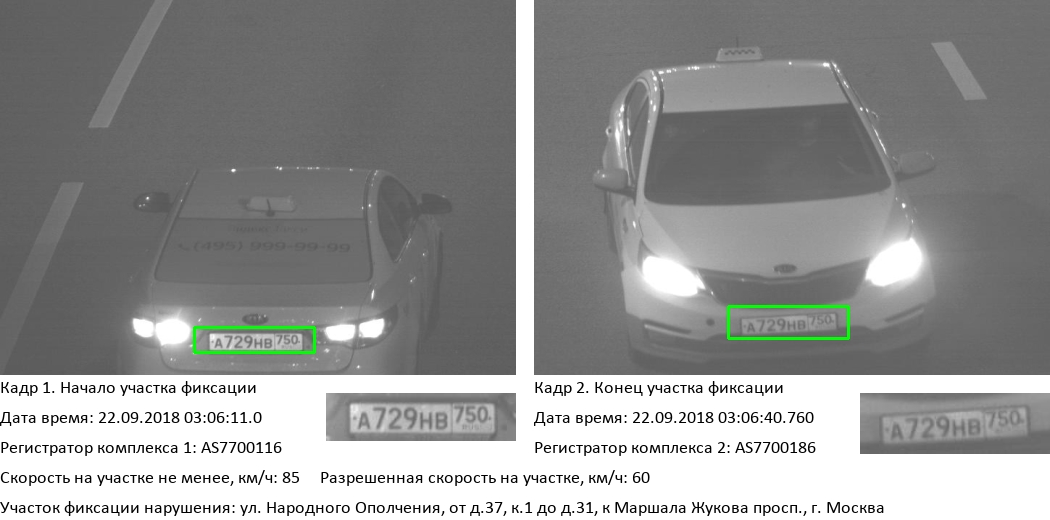 (495) 999-99-99
А729НВ 750
А729НВ 750
Кадр 1. Начало участка фиксации
Дата время: 22.09.2018 03:06:11.0
Регистратор комплекса 1: AS7700116
А729НВ 750
Кадр 2. Конец участка фиксации
Дата время: 22.09.2018 03:06:40.760
Регистратор комплекса 2: AS7700186
А729НВ 750
Скорость на участке не менее, км/ч: 85 Разрешенная скорость на участке, км/ч: 60
Участок фиксации нарушения: ул. Народного Ополчения, от д.37, к.1 до д.31, к Маршала Жукова просп., г. Москва